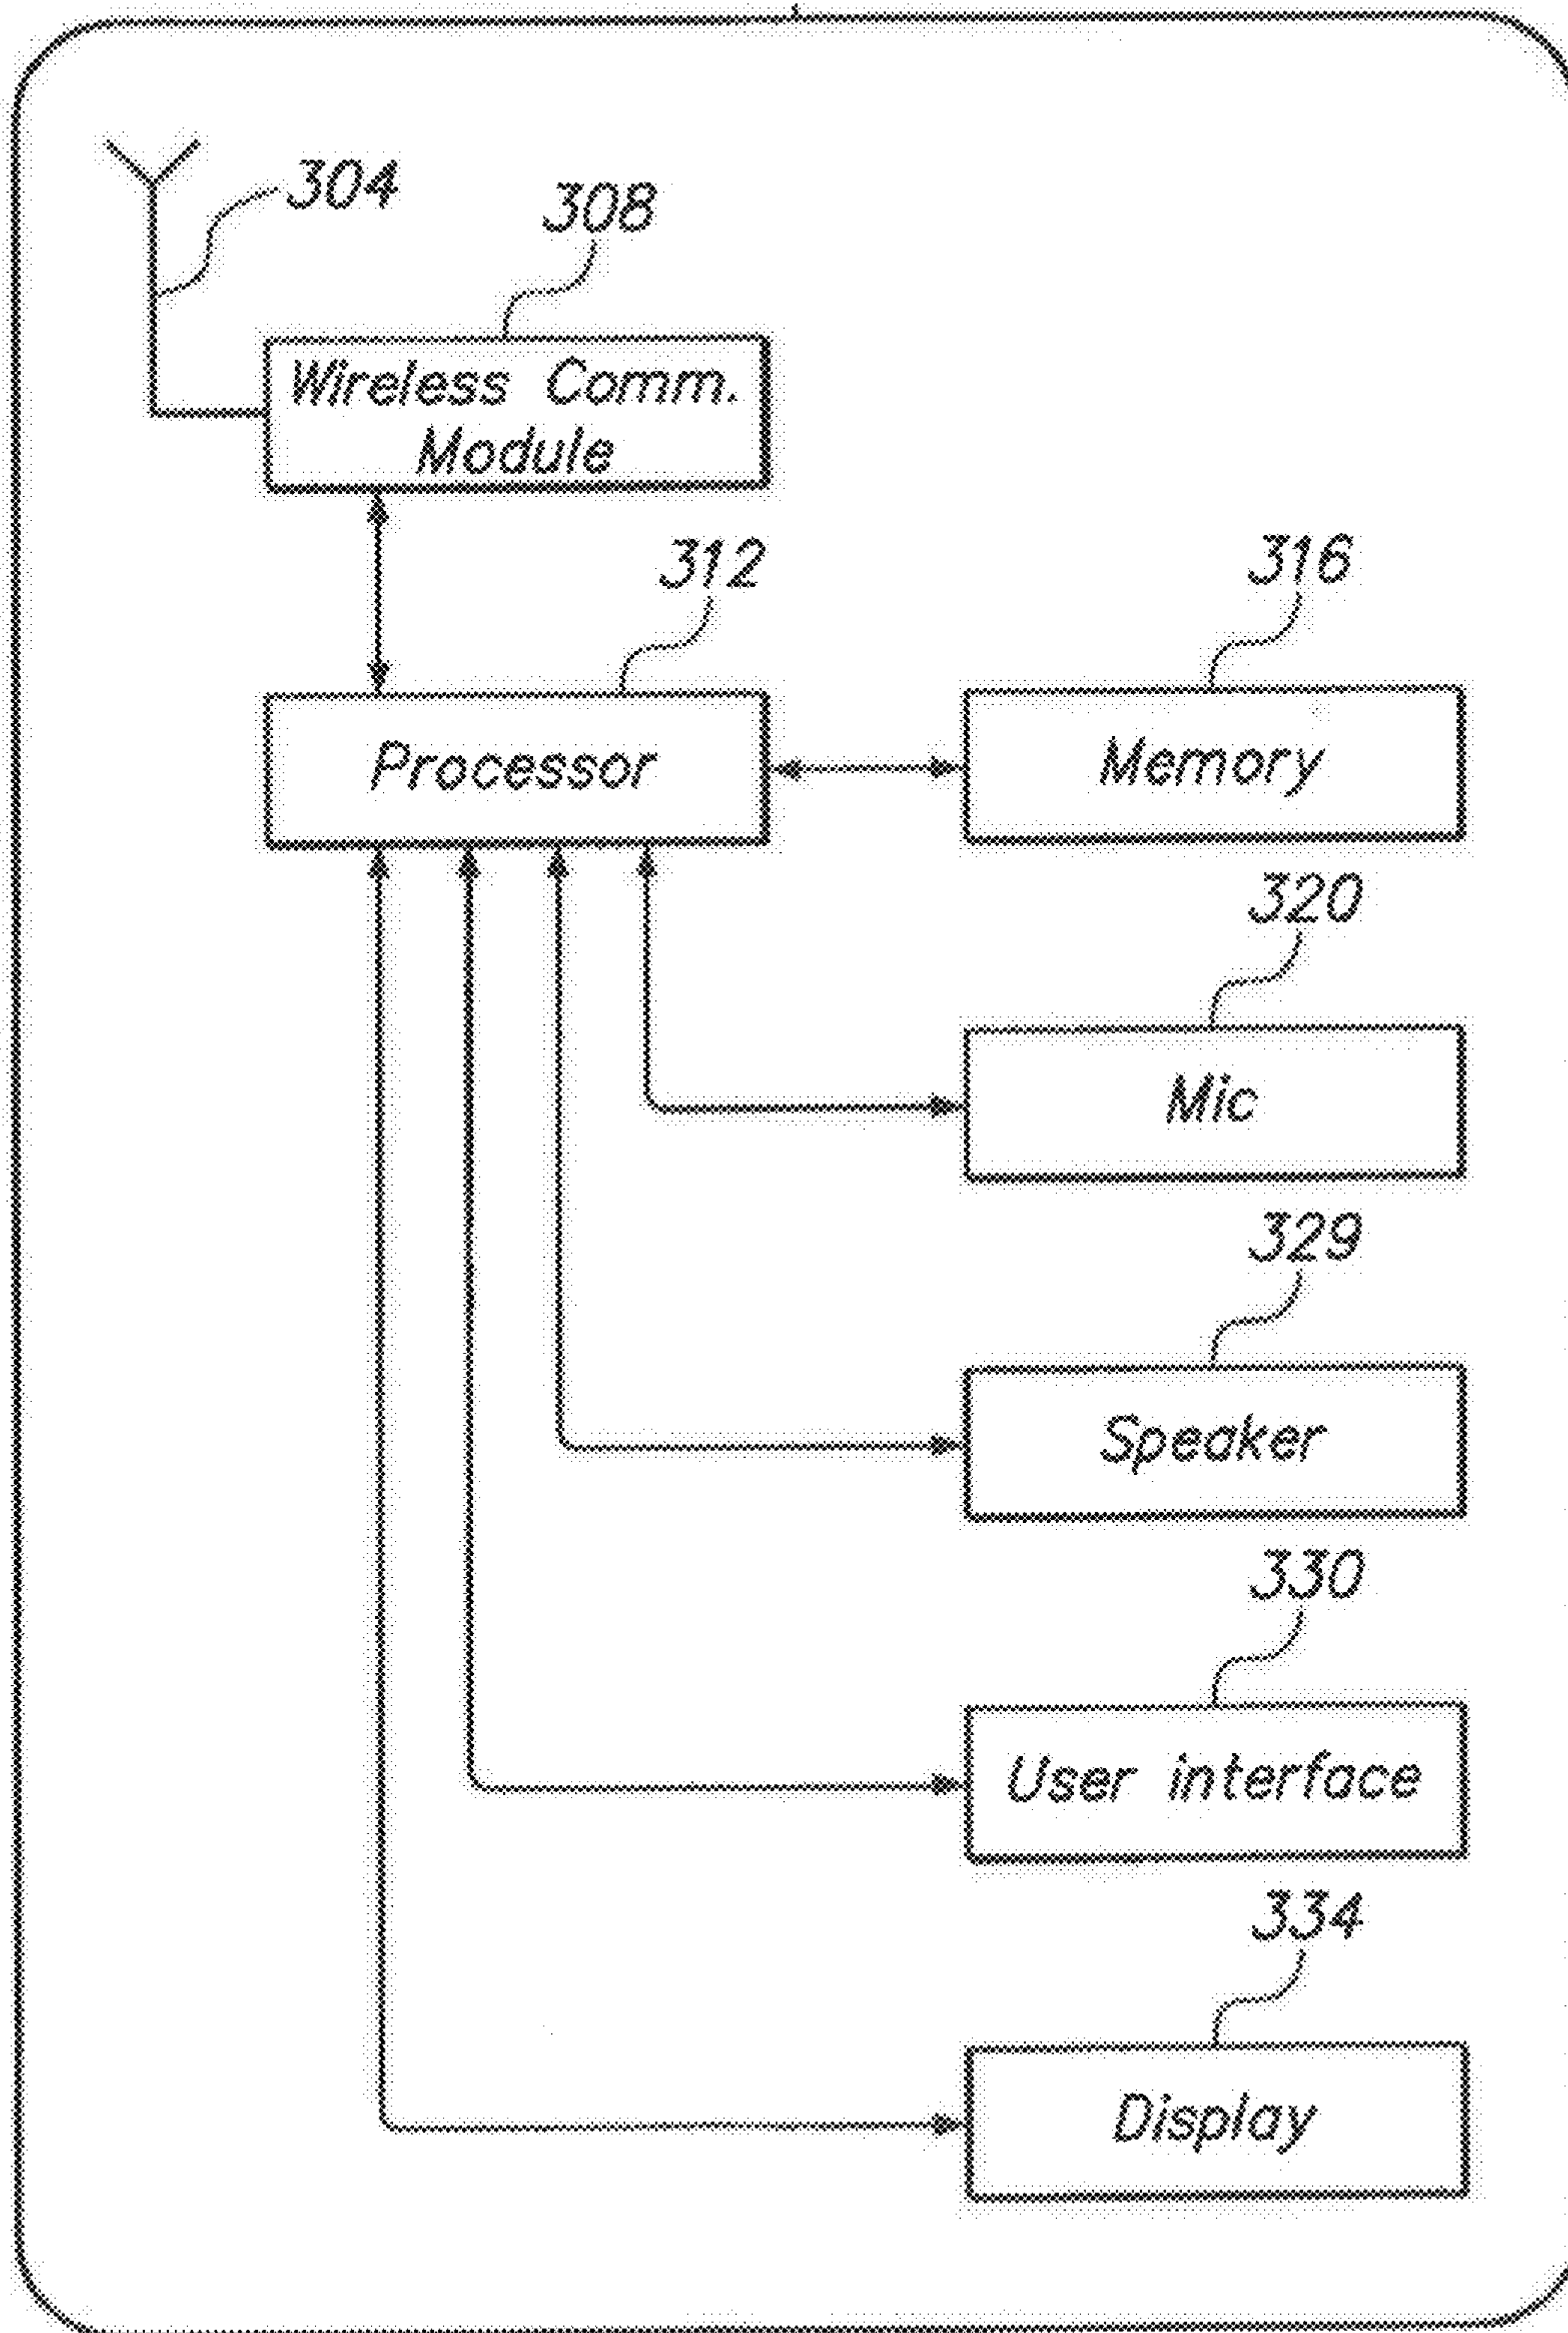 304
308
Wireless Comm.
Module
312
316
Processor
Memory
320
Mic
329
Speaker
330
User interface
334
Display